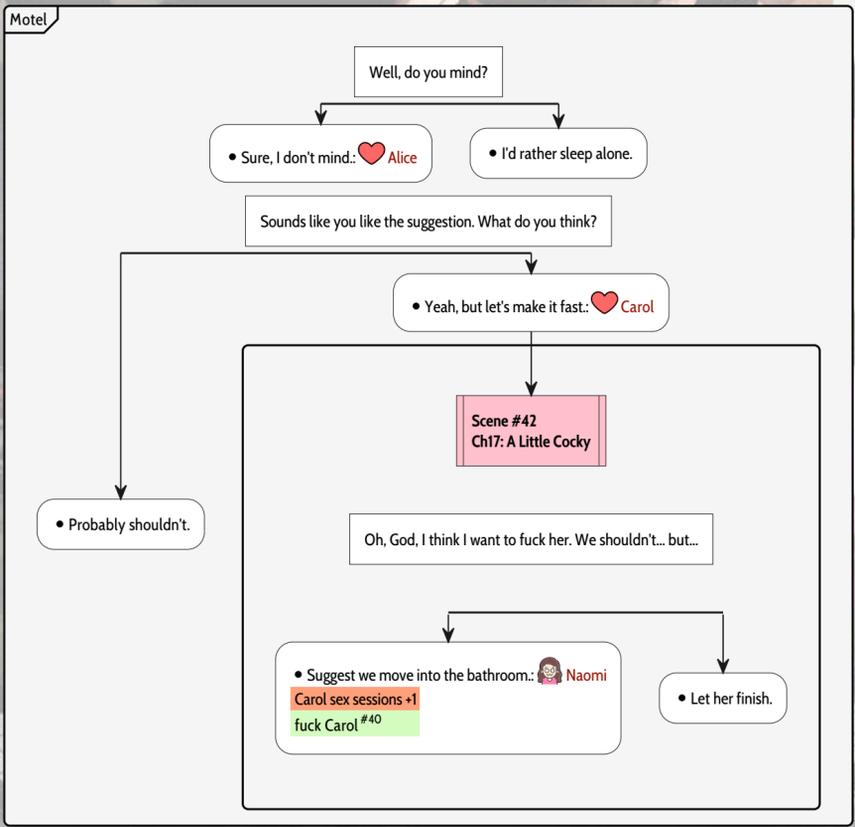 Motel
Well, do you mind?
• Sure, I don't mind.: Alice
• I'd rather sleep alone.
Sounds like you like the suggestion. What do you think?
• Yeah, but let's make it fast.: Carol
Scene #42
Ch17: A Little Cocky
• Probably shouldn't.
Oh, God, I think I want to fuck her. We shouldn't... but...
• Suggest we move into the bathroom.: Naomi
Carol sex sessions +1
fuck Carol #40
• Let her finish.